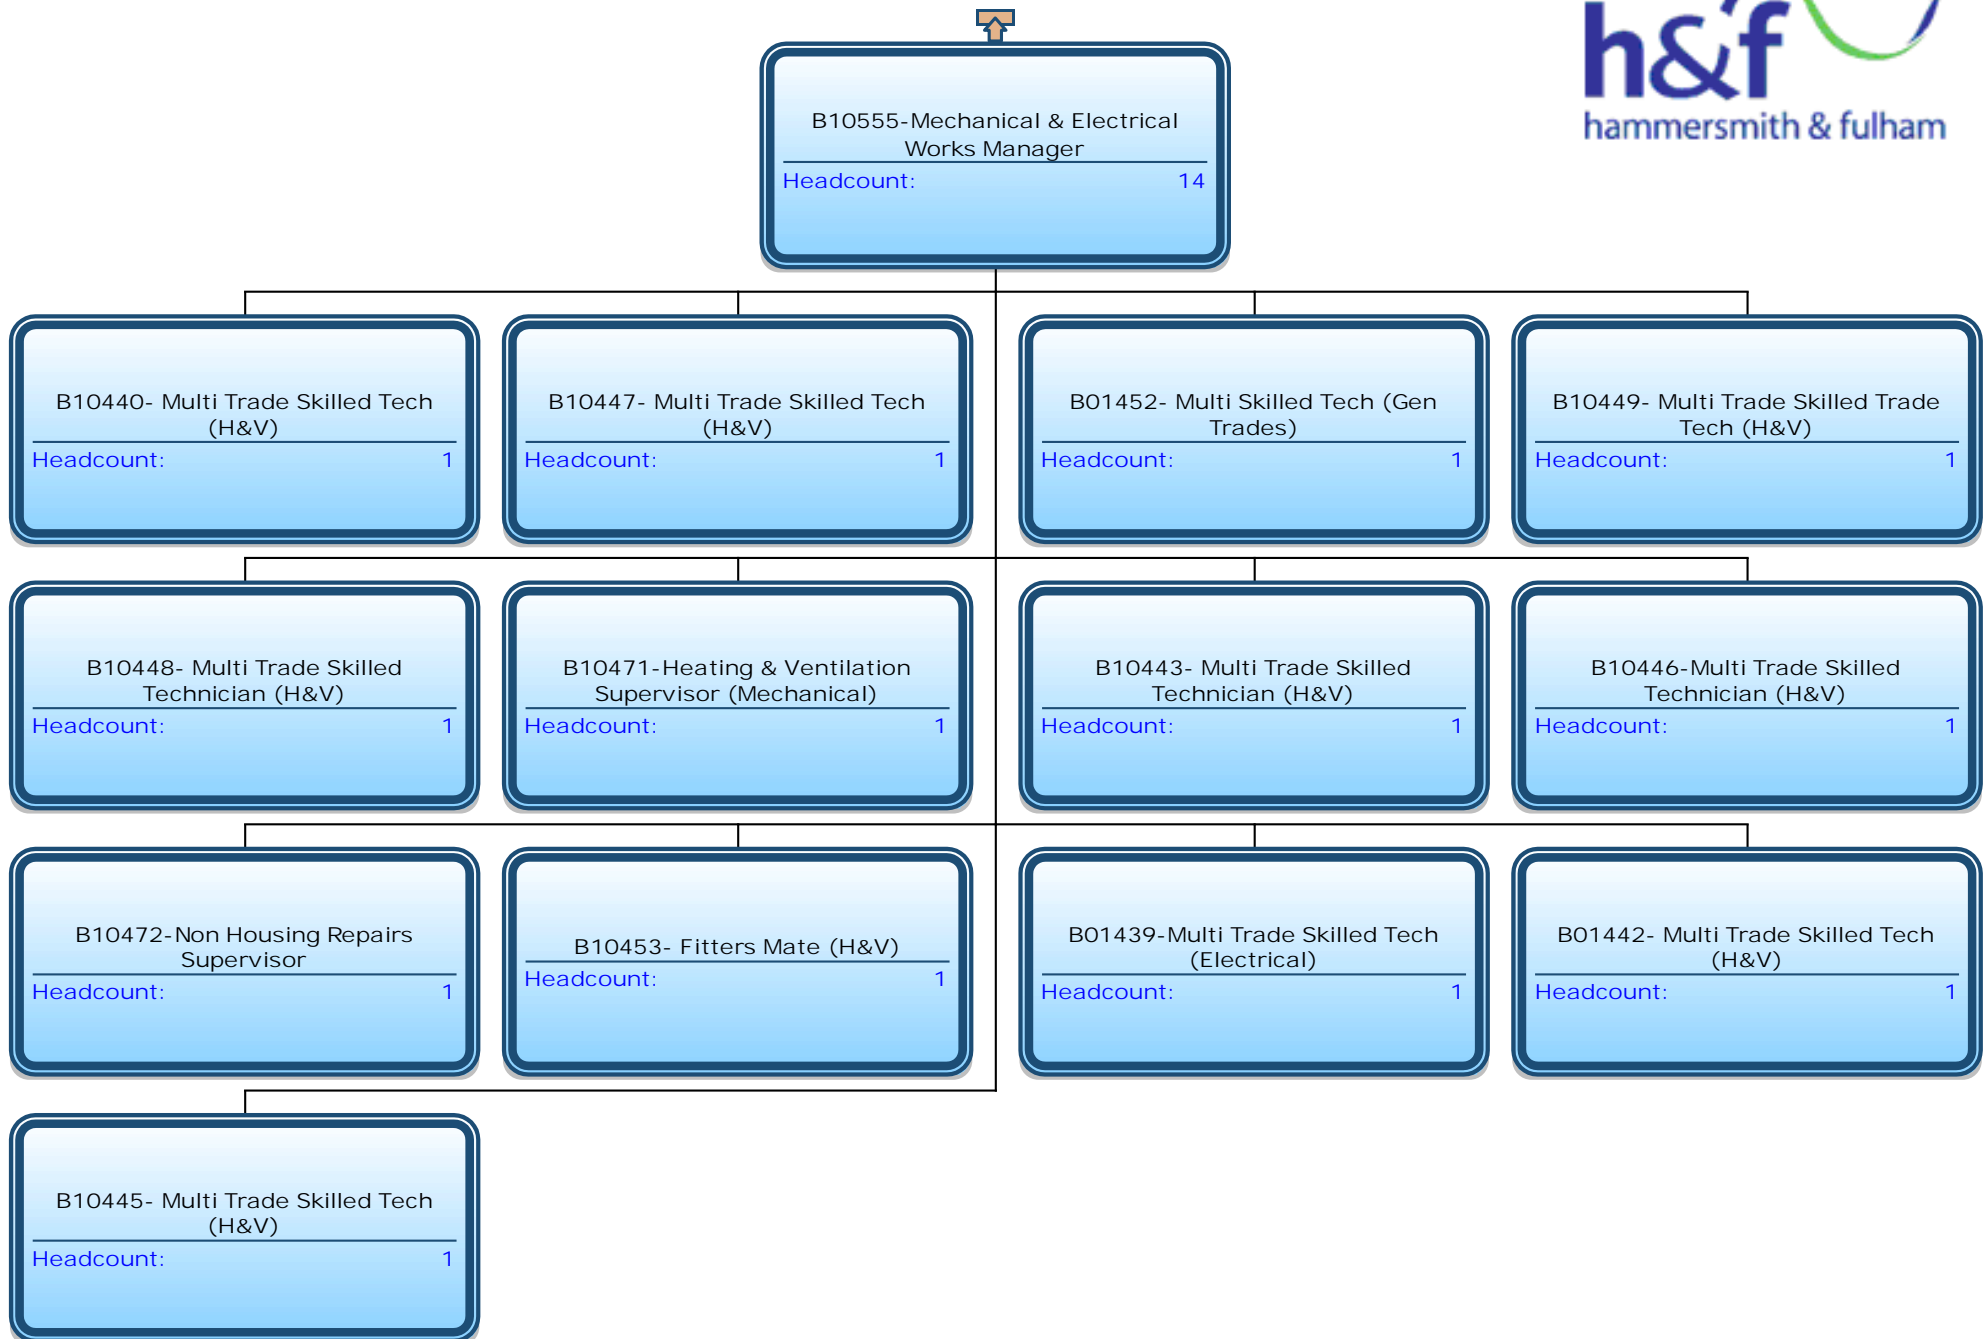 h&f
hammersmith & fulham
B10555-Mechanical & Electrical
Works Manager
Headcount: 14
B10440- Multi Trade Skilled Tech
(H&V)
Headcount: 1
B10447- Multi Trade Skilled Tech
(H&V)
Headcount: 1
B01452- Multi Skilled Tech (Gen
Trades)
Headcount: 1
B10449- Multi Trade Skilled Trade
Tech (H&V)
Headcount: 1
B10448- Multi Trade Skilled
Technician (H&V)
Headcount: 1
B10471-Heating & Ventilation
Supervisor (Mechanical)
Headcount: 1
B10443- Multi Trade Skilled
Technician (H&V)
Headcount: 1
B10446-Multi Trade Skilled
Technician (H&V)
Headcount: 1
B10472-Non Housing Repairs
Supervisor
Headcount: 1
B10453- Fitters Mate (H&V)
Headcount: 1
B01439-Multi Trade Skilled Tech
(Electrical)
Headcount: 1
B01442- Multi Trade Skilled Tech
(H&V)
Headcount: 1
B10445- Multi Trade Skilled Tech
(H&V)
Headcount: 1